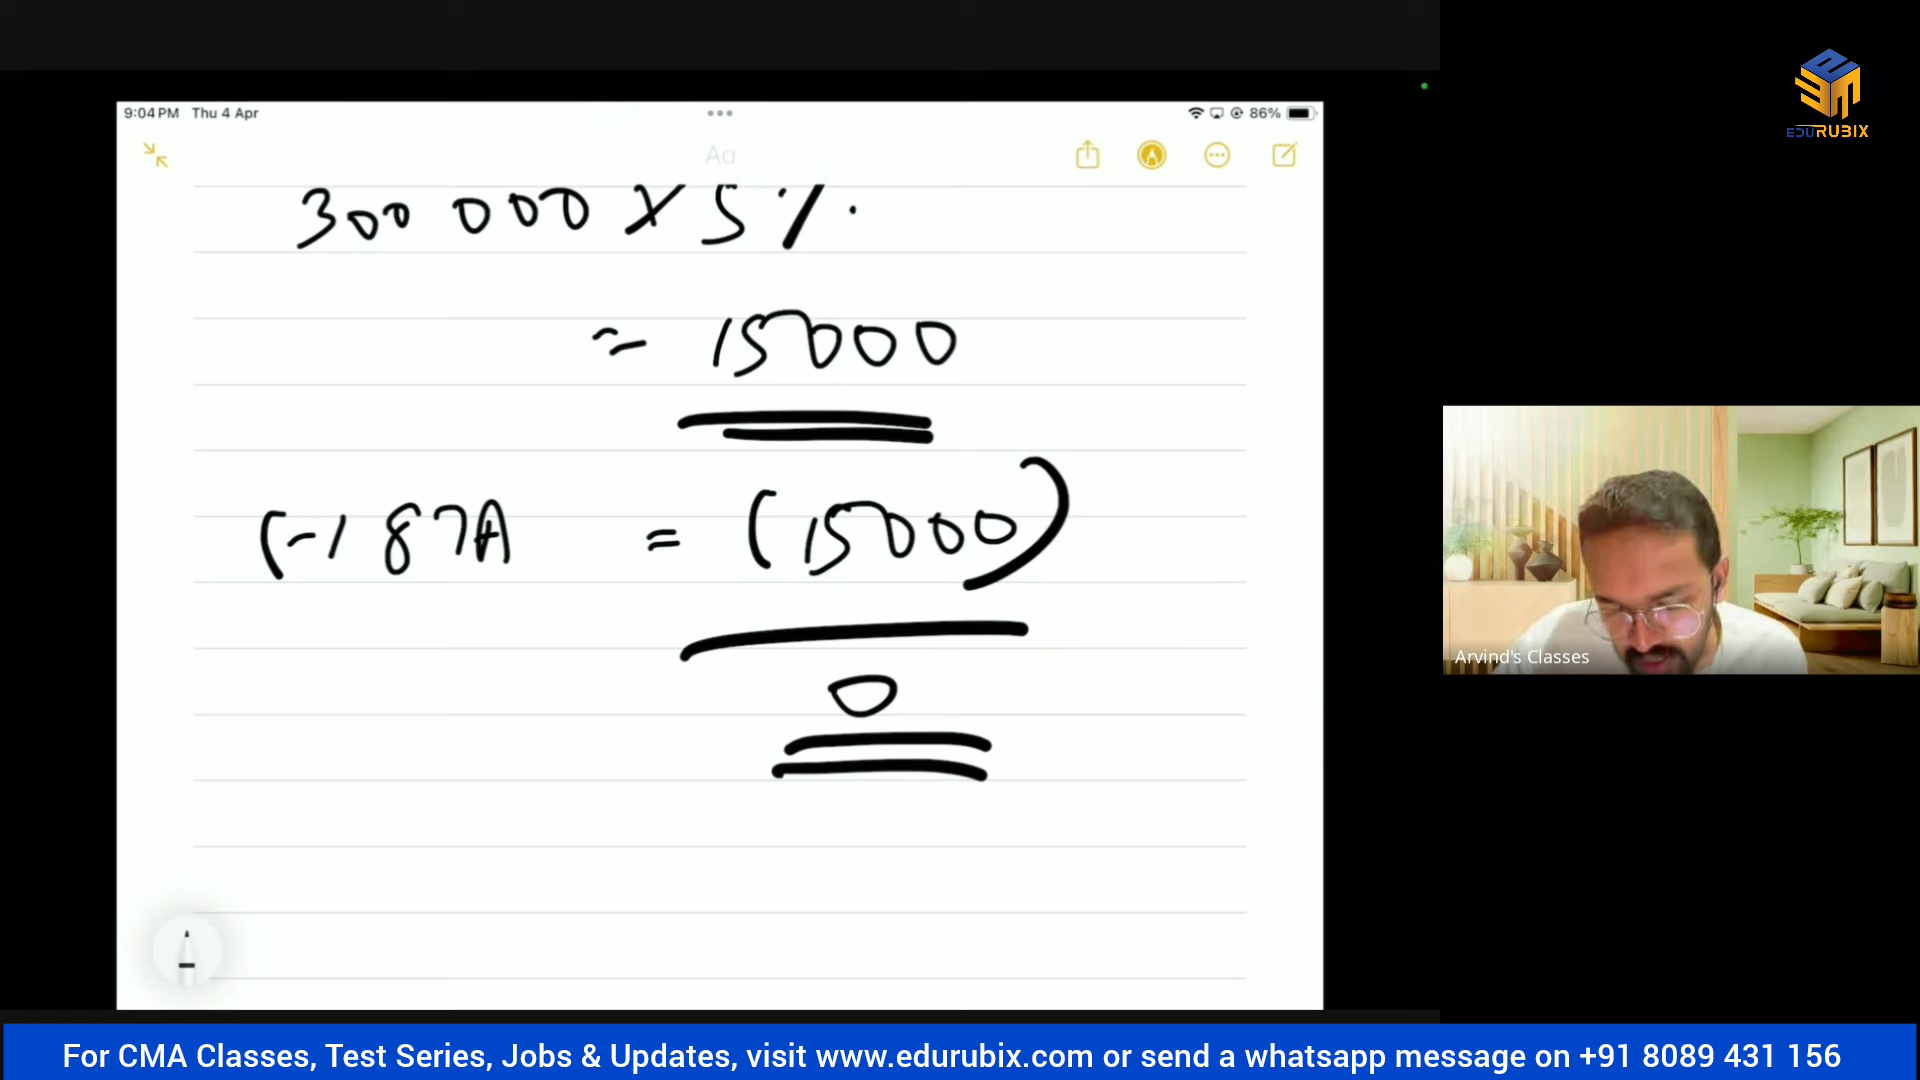 9:04 PM Thu 4 Apr
86%
Aa
300 000 x 5%.
= 15000
(-187A = (15000)
0
EDURUBIX
Arvind's Classes
For CMA Classes, Test Series, Jobs & Updates, visit www.edurubix.com or send a whatsapp message on +91 8089 431 156